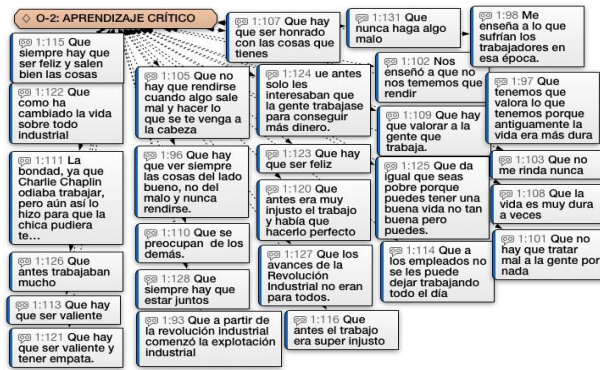 O-2: APRENDIZAJE CRÍTICO
1:107 Que hay
que ser honrado
con las cosas que
tienes
1:131 Que
nunca haga algo
malo
1:98 Me
enseña a lo que
sufrían los
trabajadores en
esa época.
1:115 Que
siempre hay que
ser feliz y salen
bien las cosas
1:105 Que no
hay que rendirse
cuando algo sale
mal y hacer lo
que se te venga a
la cabeza
1:124 ue antes
solo les
interesaban que
la gente trabajase
para conseguir
más dinero.
1:102 Nos
enseñó a que no
nos tememos que
rendir
1:97 Que
tenemos que
valora lo que
tenemos porque
antiguamente la
vida era más dura
1:122 Que
como ha
cambiado la vida
sobre todo
industrial
1:109 Que hay
que valorar a la
gente que
trabaja.
1:96 Que hay
que ver siempre
las cosas del lado
bueno, no del
malo y nunca
rendirse.
1:123 Que hay
que ser feliz
1:111 La
bondad, ya que
Charlie Chaplin
odiaba trabajar,
pero aún así lo
hizo para que la
chica pudiera
te…
1:125 Que da
igual que seas
pobre porque
puedes tener una
buena vida no tan
buena pero
puedes.
1:103 Que no
me rinda nunca
1:120 Que
antes era muy
injusto el trabajo
y había que
hacerlo perfecto
1:108 Que la
vida es muy dura
a veces
1:110 Que se
preocupan de los
demás.
1:101 Que
no hay que tratar
mal a la gente por
nada
1:126 Que
antes trabajaban
mucho
1:127 Que los
avances de la
Revolución
Industrial no eran
para todos.
1:114 Que a
los empleados no
se les puede
dejar trabajando
todo el día
1:128 Que
siempre hay que
estar juntos
1:113 Que hay
que ser valiente
1:93 Que a partir de
la revolución industrial
comenzó la explotación
industrial
1:116 Que
antes el trabajo
era super injusto
1:121 Que hay
que ser valiente y
tener empata.